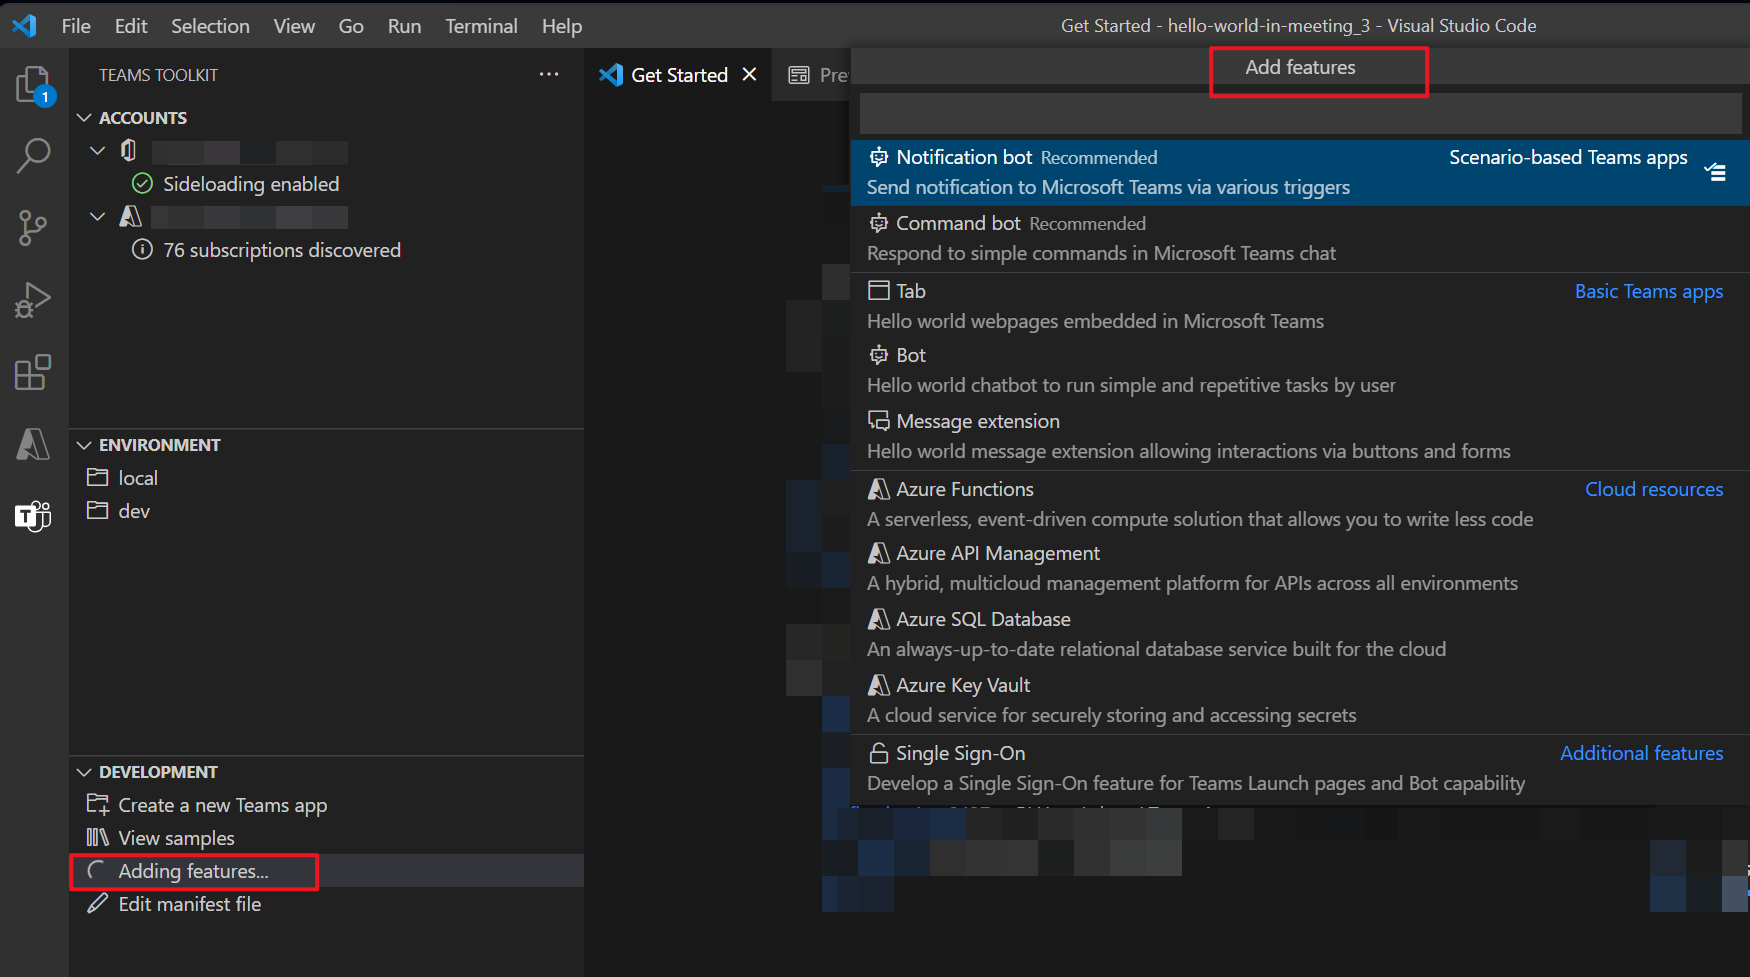 File Edit Selection View Go Run Terminal Help
Get Started - hello-world-in-meeting_3 - Visual Studio Code
TEAMS TOOLKIT
1
ACCOUNTS
Sideloading enabled
76 subscriptions discovered
ENVIRONMENT
local
dev
DEVELOPMENT
Create a new Teams app
View samples
Adding features...
Edit manifest file
Get Started
Add features
Notification bot Recommended Scenario-based Teams apps
Send notification to Microsoft Teams via various triggers
Command bot Recommended
Respond to simple commands in Microsoft Teams chat
Tab Basic Teams apps
Hello world webpages embedded in Microsoft Teams
Bot
Hello world chatbot to run simple and repetitive tasks by user
Message extension
Hello world message extension allowing interactions via buttons and forms
Azure Functions Cloud resources
A serverless, event-driven compute solution that allows you to write less code
Azure API Management
A hybrid, multicloud management platform for APIs across all environments
Azure SQL Database
An always-up-to-date relational database service built for the cloud
Azure Key Vault
A cloud service for securely storing and accessing secrets
Single Sign-On Additional features
Develop a Single Sign-On feature for Teams Launch pages and Bot capability